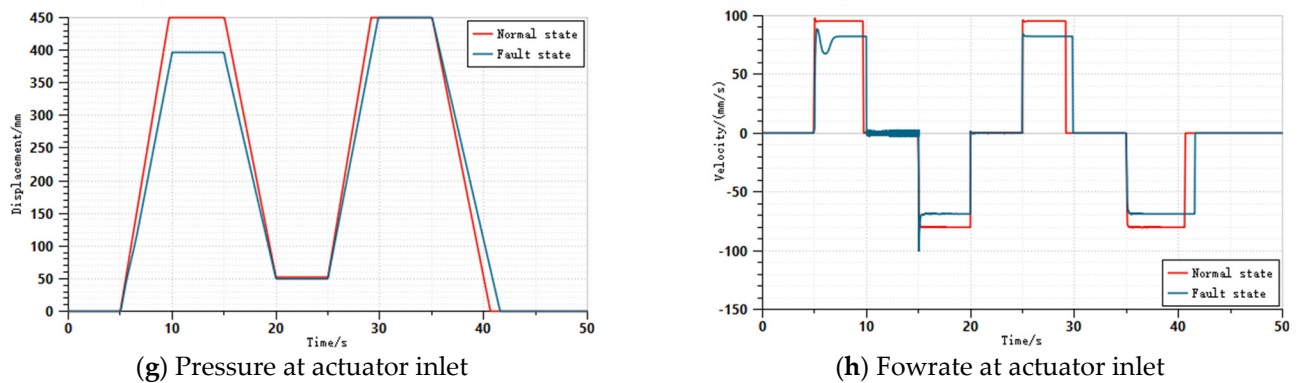 450
400
350
300
250
200
150
100
50
0
Displacement/mm
Normal state
Fault state
0 10 20 30 40 50
Time/s
(g) Pressure at actuator inlet
100
50
0
-50
-100
-150
Velocity/(mm/s)
Normal state
Fault state
0 10 20 30 40 50
Time/s
(h) Fowrate at actuator inlet